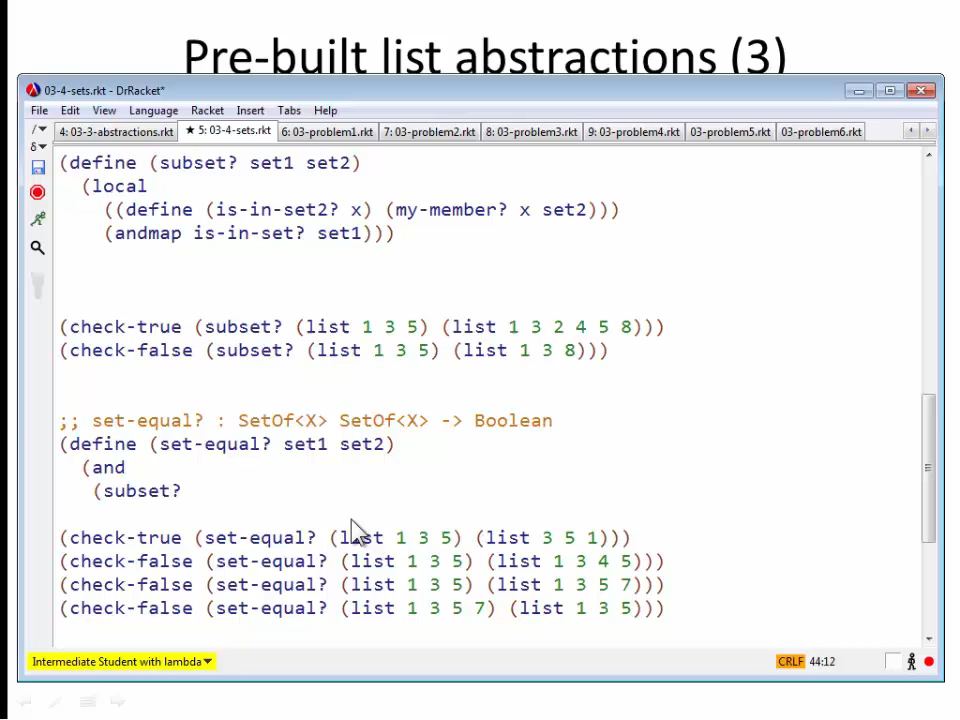 Pre-built list abstractions (3)
03-4-sets.rkt - DrRacket*
File Edit View Language Racket Insert Tabs Help
4: 03-3-abstractions.rkt ★ 5: 03-4-sets.rkt 6: 03-problem1.rkt 7: 03-problem2.rkt 8: 03-problem3.rkt 9: 03-problem4.rkt 03-problem5.rkt 03-problem6.rkt
(define (subset? set1 set2)
(local
((define (is-in-set2? x) (my-member? x set2)))
(andmap is-in-set? set1)))
(check-true (subset? (list 1 3 5) (list 1 3 2 4 5 8)))
(check-false (subset? (list 1 3 5) (list 1 3 8)))
;; set-equal? : SetOf<X> SetOf<X> -> Boolean
(define (set-equal? set1 set2)
(and
(subset?
(check-true (set-equal? (list 1 3 5) (list 3 5 1)))
(check-false (set-equal? (list 1 3 5) (list 1 3 4 5)))
(check-false (set-equal? (list 1 3 5) (list 1 3 5 7)))
(check-false (set-equal? (list 1 3 5 7) (list 1 3 5)))
Intermediate Student with lambda CRLF 44:12